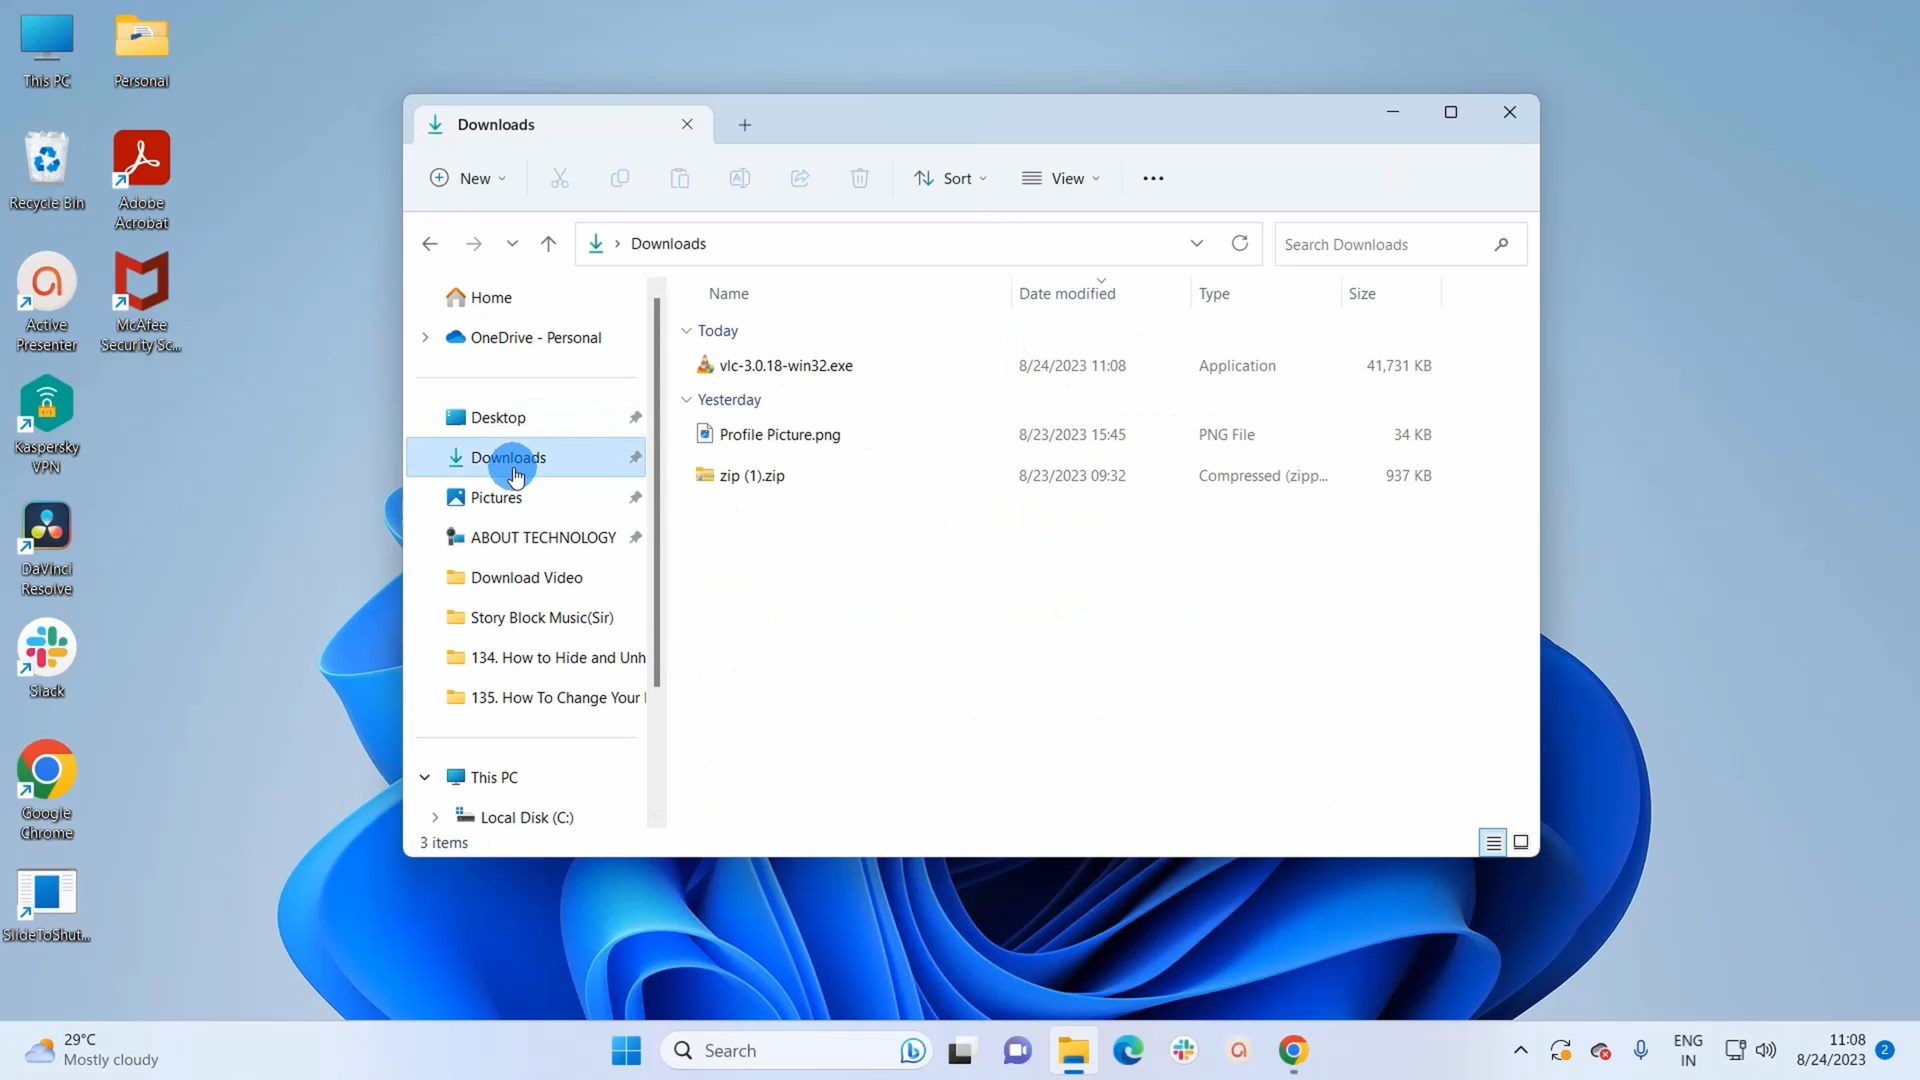 This PC
Personal
Recycle Bin
Adobe
Acrobat
Active
Presenter
McAfee
Security Sc...
Kaspersky
VPN
DaVinci
Resolve
Slack
Google
Chrome
SlideToShut...
Downloads
New
Sort
View
Downloads
Search Downloads
Home
OneDrive - Personal
Desktop
Downloads
Pictures
ABOUT TECHNOLOGY
Download Video
Story Block Music(Sir)
134. How to Hide and Unh
135. How To Change Your
This PC
Local Disk (C:)
3 items
Name Date modified Type Size
Today
vlc-3.0.18-win32.exe 8/24/2023 11:08 Application 41,731 KB
Yesterday
Profile Picture.png 8/23/2023 15:45 PNG File 34 KB
zip (1).zip 8/23/2023 09:32 Compressed (zipp... 937 KB
29°C
Mostly cloudy
Search
ENG
IN
11:08
8/24/2023
2